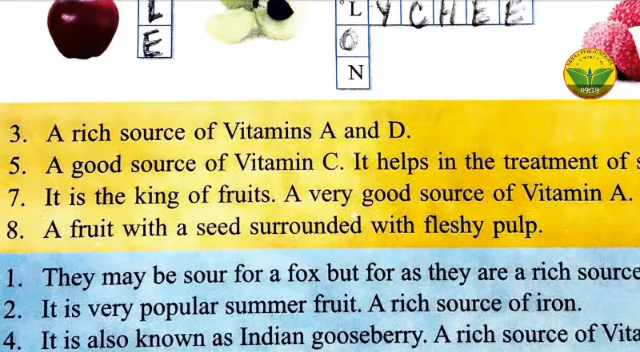 L
E
8 L Y C H E E
O
N
09:19
3. A rich source of Vitamins A and D.
5. A good source of Vitamin C. It helps in the treatment of s
7. It is the king of fruits. A very good source of Vitamin A.
8. A fruit with a seed surrounded with fleshy pulp.
1. They may be sour for a fox but for as they are a rich source
2. It is very popular summer fruit. A rich source of iron.
4. It is also known as Indian gooseberry. A rich source of Vita